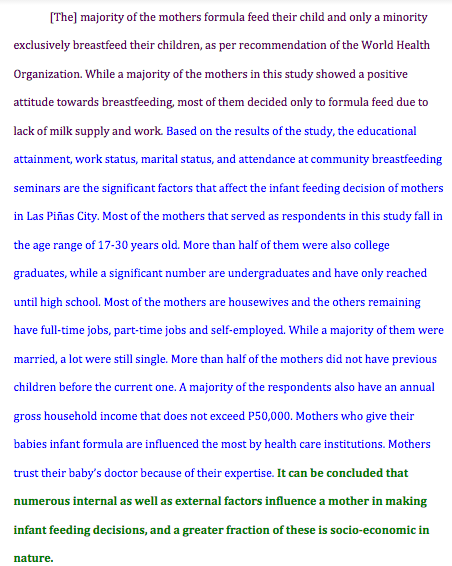 [The] majority of the mothers formula feed their child and only a minority
exclusively breastfeed their children, as per recommendation of the World Health
Organization. While a majority of the mothers in this study showed a positive
attitude towards breastfeeding, most of them decided only to formula feed due to
lack of milk supply and work. Based on the results of the study, the educational
attainment, work status, marital status, and attendance at community breastfeeding
seminars are the significant factors that affect the infant feeding decision of mothers
in Las Piñas City. Most of the mothers that served as respondents in this study fall in
the age range of 17-30 years old. More than half of them were also college
graduates, while a significant number are undergraduates and have only reached
until high school. Most of the mothers are housewives and the others remaining
have full-time jobs, part-time jobs and self-employed. While a majority of them were
married, a lot were still single. More than half of the mothers did not have previous
children before the current one. A majority of the respondents also have an annual
gross household income that does not exceed P50,000. Mothers who give their
babies infant formula are influenced the most by health care institutions. Mothers
trust their baby's doctor because of their expertise. It can be concluded that
numerous internal as well as external factors influence a mother in making
infant feeding decisions, and a greater fraction of these is socio-economic in
nature.